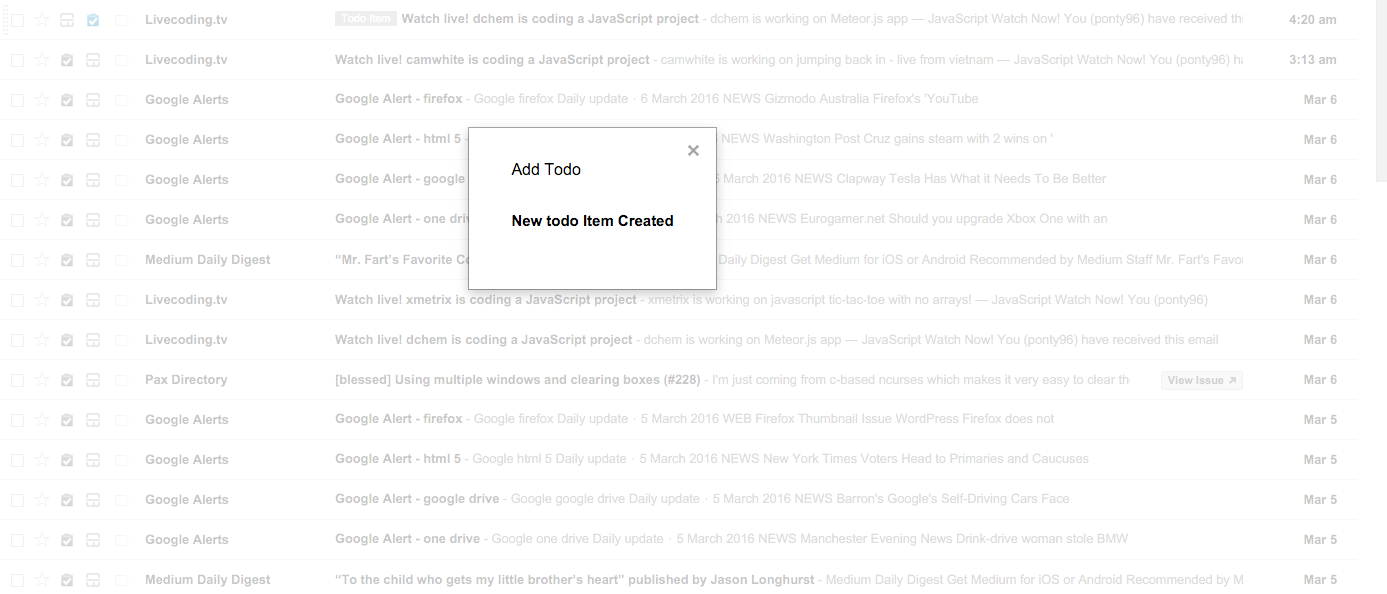 Livecoding.tv Todo Item Watch live! dchem is coding a JavaScript project - dchem is working on Meteor.js app — JavaScript Watch Now! You (ponty96) have received thi 4:20 am
Livecoding.tv Watch live! camwhite is coding a JavaScript project - camwhite is working on jumping back in - live from vietnam — JavaScript Watch Now! You (ponty96) ha 3:13 am
Google Alerts Google Alert - firefox - Google firefox Daily update · 6 March 2016 NEWS Gizmodo Australia Firefox's 'YouTube Mar 6
Google Alerts Google Alert - html 5 - NEWS Washington Post Cruz gains steam with 2 wins on ' Mar 6
Add Todo
Google Alerts Google Alert - google March 2016 NEWS Clapway Tesla Has What it Needs To Be Better Mar 6
Google Alerts Google Alert - one driv 2016 NEWS Eurogamer.net Should you upgrade Xbox One with an Mar 6
New todo Item Created
Medium Daily Digest “Mr. Fart’s Favorite Co Daily Digest Get Medium for iOS or Android Recommended by Medium Staff Mr. Fart's Favor Mar 6
Livecoding.tv Watch live! xmetrix is coding a JavaScript project - xmetrix is working on javascript tic-tac-toe with no arrays! — JavaScript Watch Now! You (ponty96) Mar 6
Livecoding.tv Watch live! dchem is coding a JavaScript project - dchem is working on Meteor.js app — JavaScript Watch Now! You (ponty96) have received this email Mar 6
Pax Directory [blessed] Using multiple windows and clearing boxes (#228) - I'm just coming from c-based ncurses which makes it very easy to clear th View Issue Mar 6
Google Alerts Google Alert - firefox - Google firefox Daily update · 5 March 2016 WEB Firefox Thumbnail Issue WordPress Firefox does not Mar 5
Google Alerts Google Alert - html 5 - Google html 5 Daily update · 5 March 2016 NEWS New York Times Voters Head to Primaries and Caucuses Mar 5
Google Alerts Google Alert - google drive - Google google drive Daily update · 5 March 2016 NEWS Barron's Google's Self-Driving Cars Face Mar 5
Google Alerts Google Alert - one drive - Google one drive Daily update · 5 March 2016 NEWS Manchester Evening News Drink-drive woman stole BMW Mar 5
Medium Daily Digest “To the child who gets my little brother’s heart” published by Jason Longhurst - Medium Daily Digest Get Medium for iOS or Android Recommended by M Mar 5